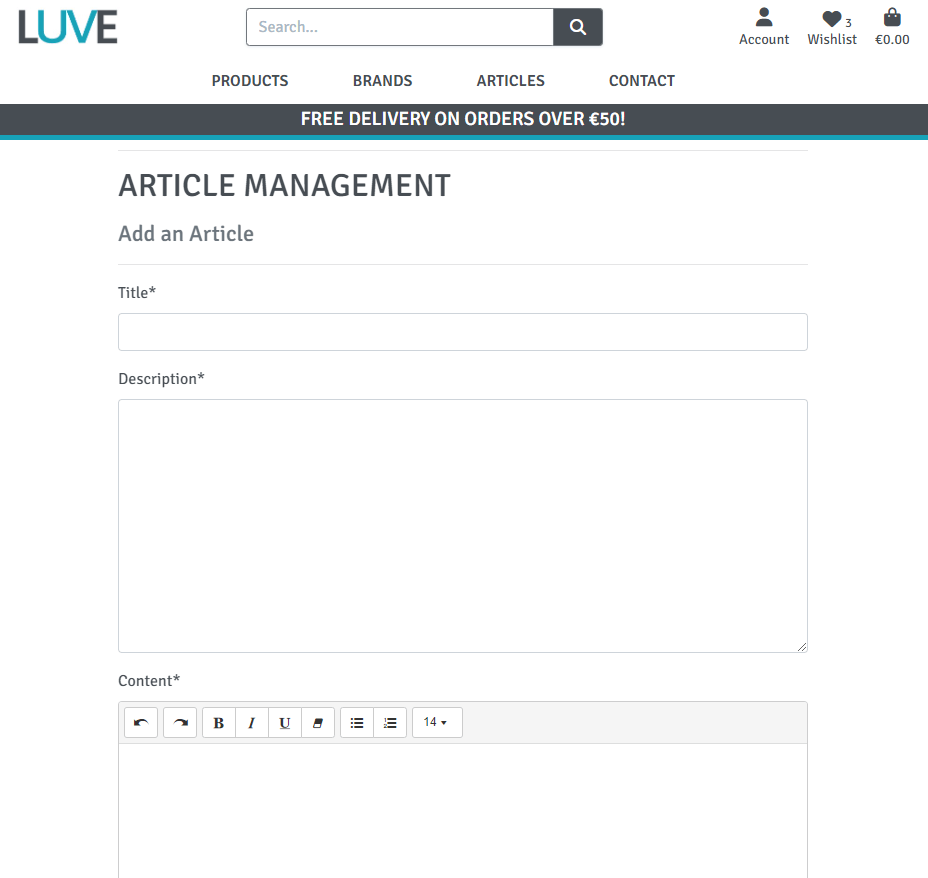 LUVE
Search...
3
Account
Wishlist
€0.00
PRODUCTS
BRANDS
ARTICLES
CONTACT
FREE DELIVERY ON ORDERS OVER €50!
ARTICLE MANAGEMENT
Add an Article
Title*
Description*
Content*
B I U 14